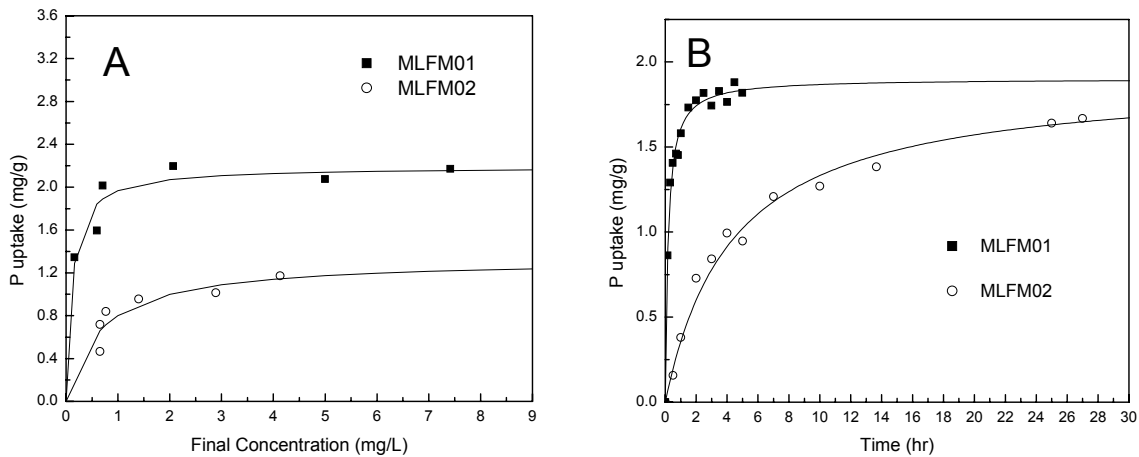 A
MLFM01
MLFM02
3.6
3.2
2.8
2.4
2.0
1.6
1.2
0.8
0.4
0.0
P uptake (mg/g)
0 1 2 3 4 5 6 7 8 9
Final Concentration (mg/L)
B
2.0
1.5
1.0
0.5
0.0
P uptake (mg/g)
MLFM01
MLFM02
0 2 4 6 8 10 12 14 16 18 20 22 24 26 28 30
Time (hr)